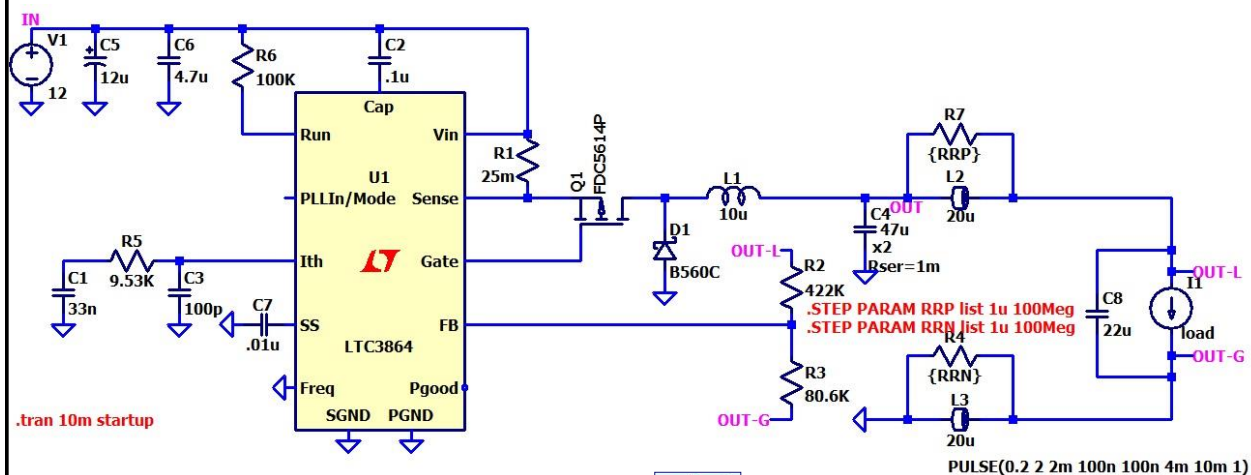 IN
V1
12
C5
12u
C6
4.7u
R6
100K
C2
.1u
Cap
Run
Vin
U1
PLLIn/Mode
Sense
Ith
Gate
SS
FB
LTC3864
Freq
Pgood
SGND
PGND
R1
25m
Q1
FDC5614P
D1
B560C
L1
10u
OUT
C4
47u
x2
Rser=1m
R7
{RRP}
L2
20u
OUT-L
R2
422K
.STEP PARAM RRP list 1u 100Meg
.STEP PARAM RRN list 1u 100Meg
R3
80.6K
OUT-G
R4
{RRN}
L3
20u
C8
22u
OUT-L
I1
load
OUT-G
R5
9.53K
C1
33n
C3
100p
C7
.01u
.tran 10m startup
PULSE(0.2 2 2m 100n 100n 4m 10m 1)